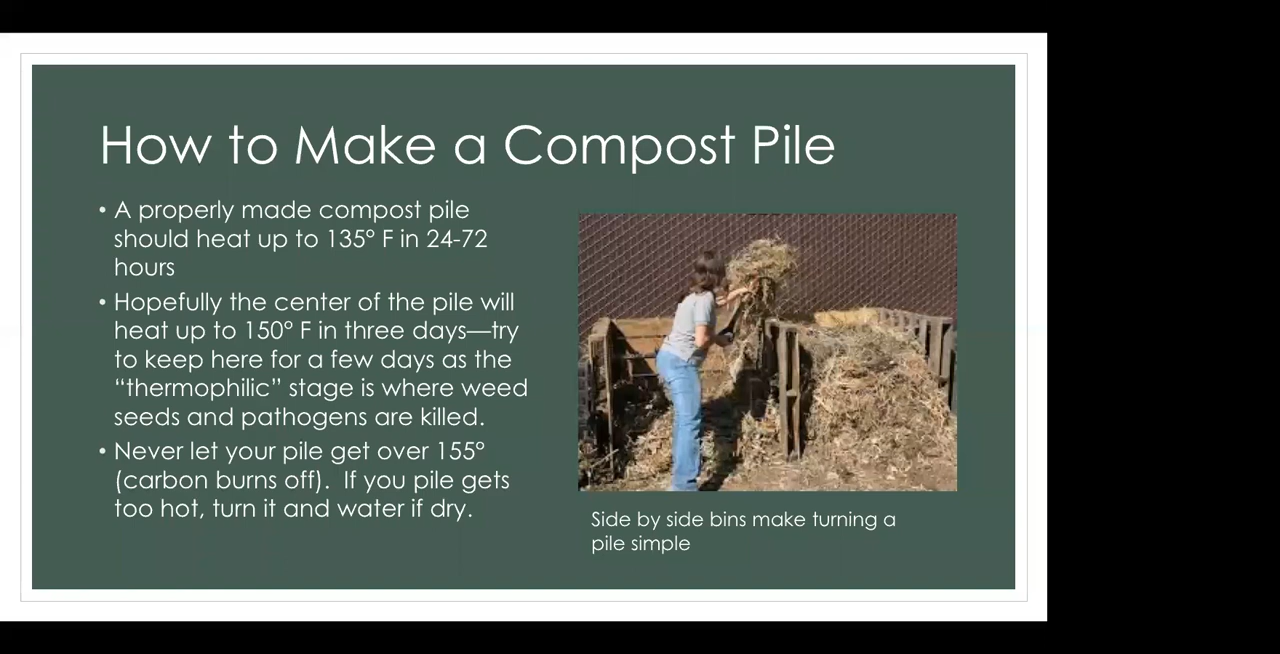 How to Make a Compost Pile
• A properly made compost pile
should heat up to 135° F in 24-72
hours
• Hopefully the center of the pile will
heat up to 150° F in three days—try
to keep here for a few days as the
“thermophilic” stage is where weed
seeds and pathogens are killed.
• Never let your pile get over 155°
(carbon burns off).  If you pile gets
too hot, turn it and water if dry.
Side by side bins make turning a
pile simple